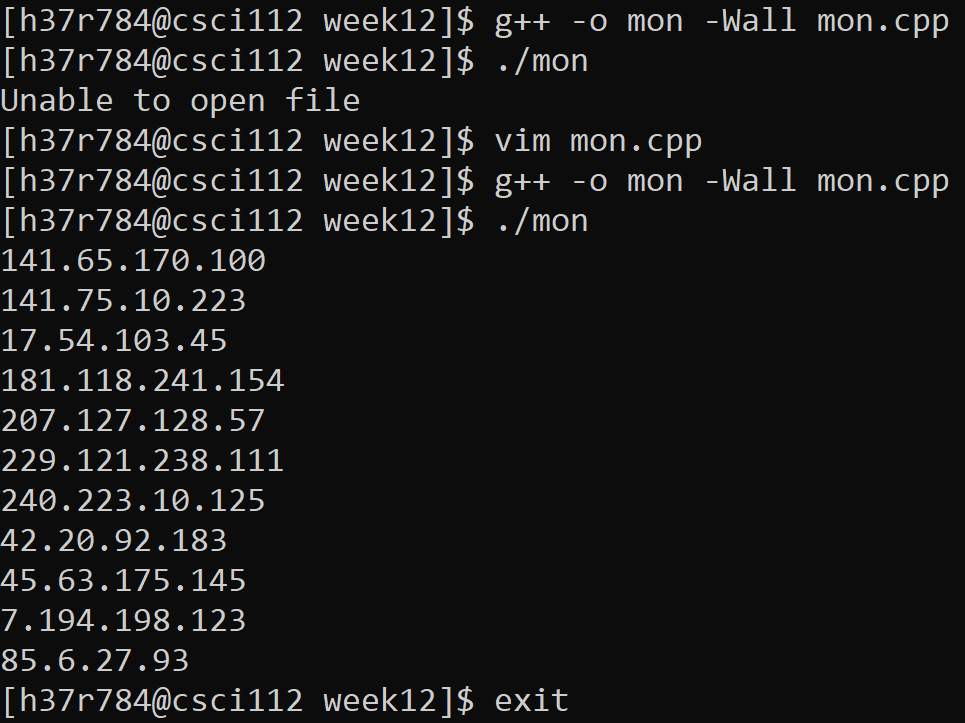 [h37r784@csci112 week12]$ g++ -o mon -Wall mon.cpp
[h37r784@csci112 week12]$ ./mon
Unable to open file
[h37r784@csci112 week12]$ vim mon.cpp
[h37r784@csci112 week12]$ g++ -o mon -Wall mon.cpp
[h37r784@csci112 week12]$ ./mon
141.65.170.100
141.75.10.223
17.54.103.45
181.118.241.154
207.127.128.57
229.121.238.111
240.223.10.125
42.20.92.183
45.63.175.145
7.194.198.123
85.6.27.93
[h37r784@csci112 week12]$ exit